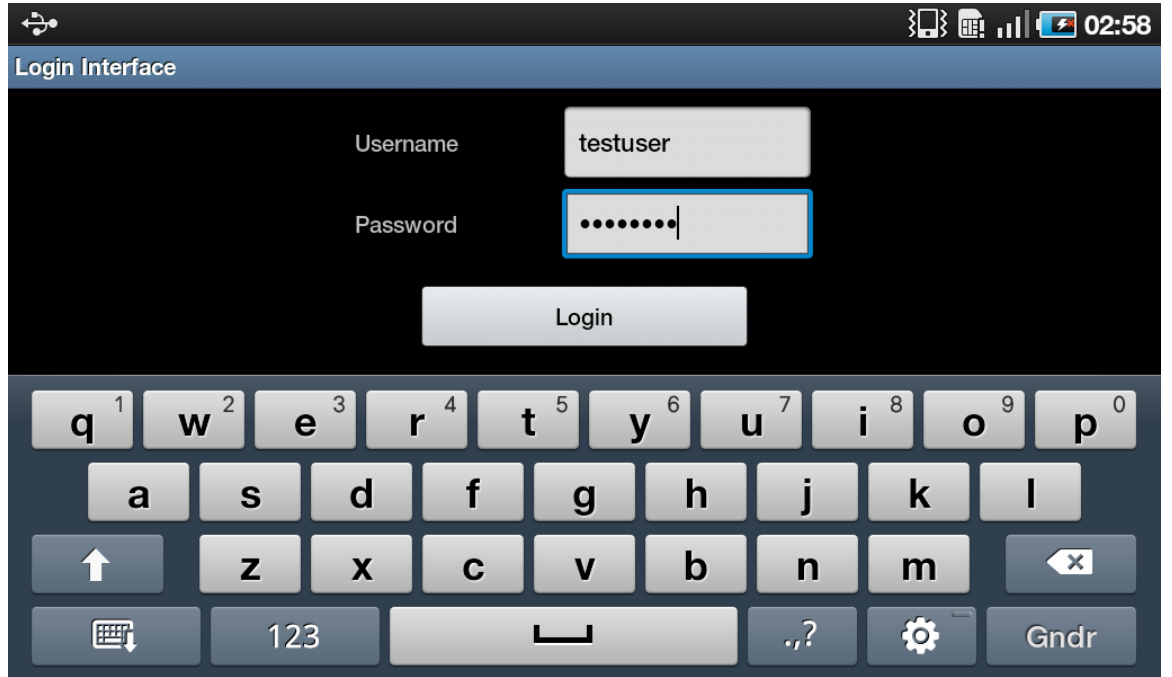 02:58
Login Interface
Username testuser
Password ••••••••
Login
q 1 w 2 e 3 r 4 t 5 y 6 u 7 i 8 o 9 p 0
a s d f g h j k l
z x c v b n m
123 .,? Gndr